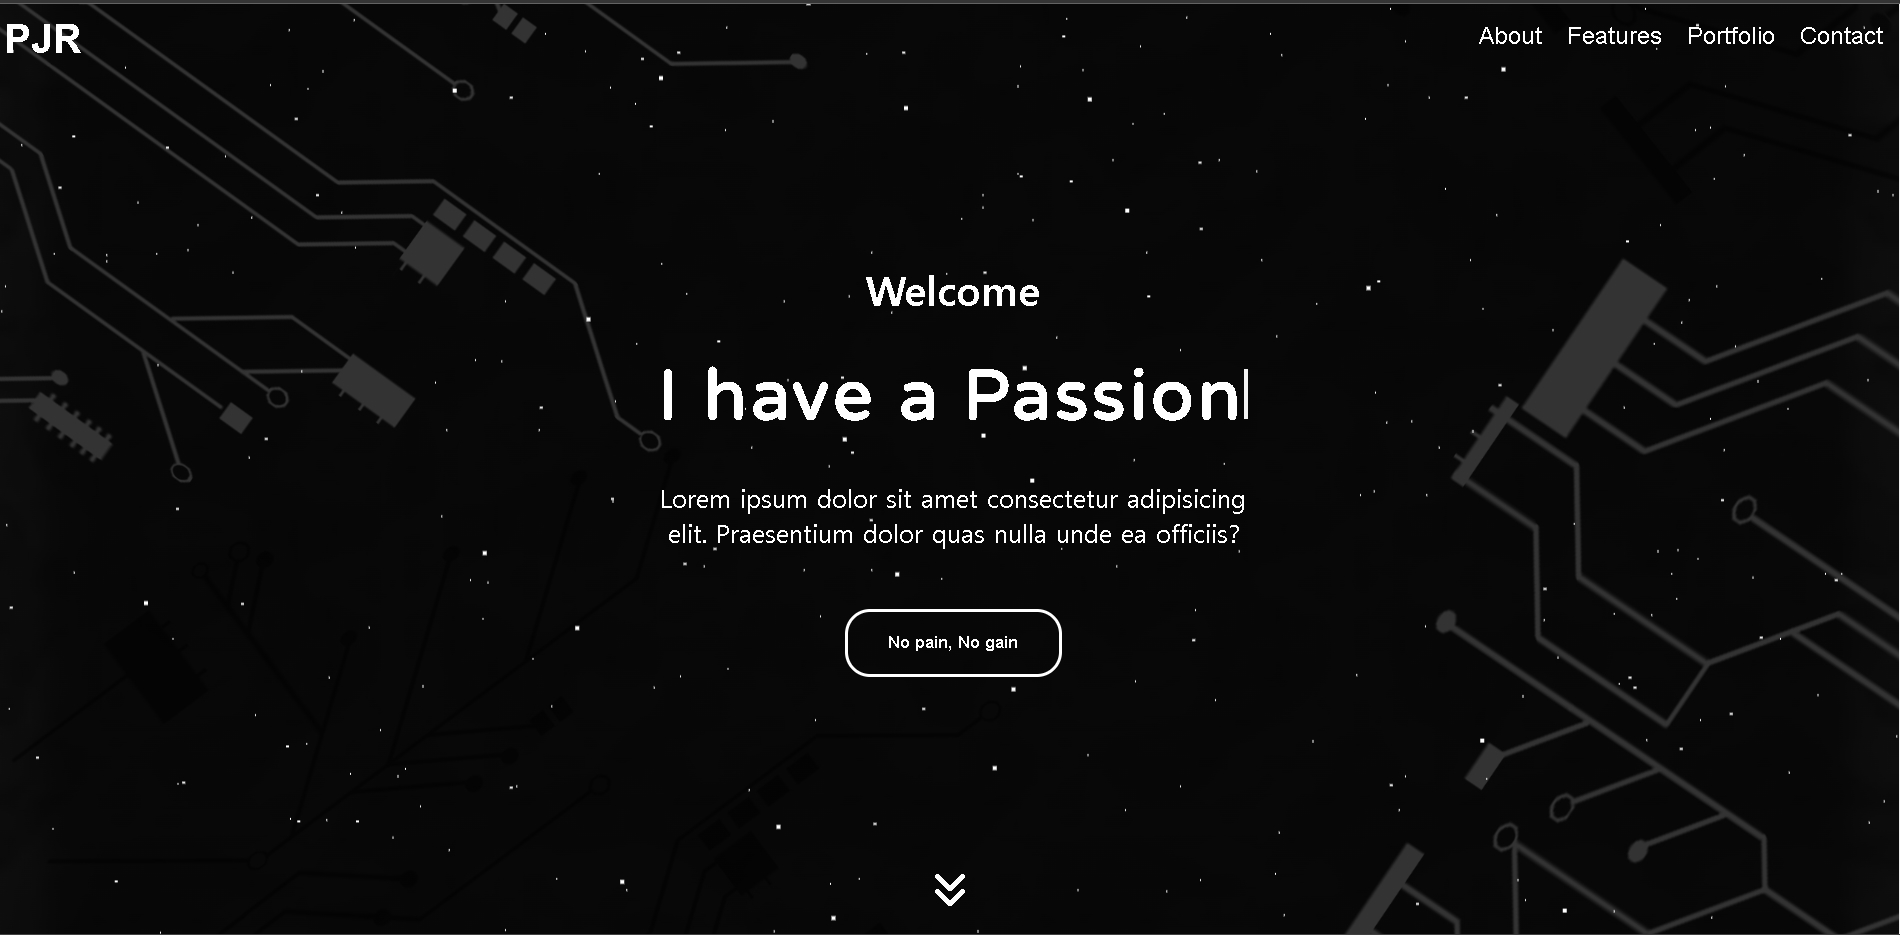 PJR
About Features Portfolio Contact
Welcome
I have a Passion|
Lorem ipsum dolor sit amet consectetur adipisicing
elit. Praesentium dolor quas nulla unde ea officiis?
No pain, No gain